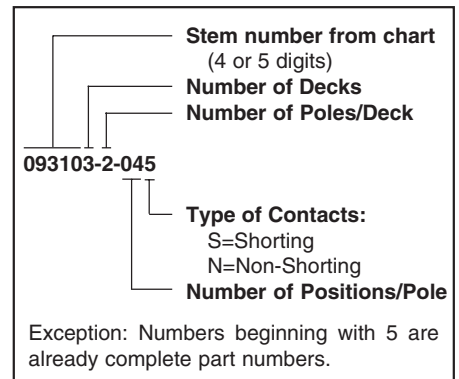 Stem number from chart
(4 or 5 digits)
Number of Decks
Number of Poles/Deck
093103-2-045
Type of Contacts:
S=Shorting
N=Non-Shorting
Number of Positions/Pole
Exception: Numbers beginning with 5 are
already complete part numbers.